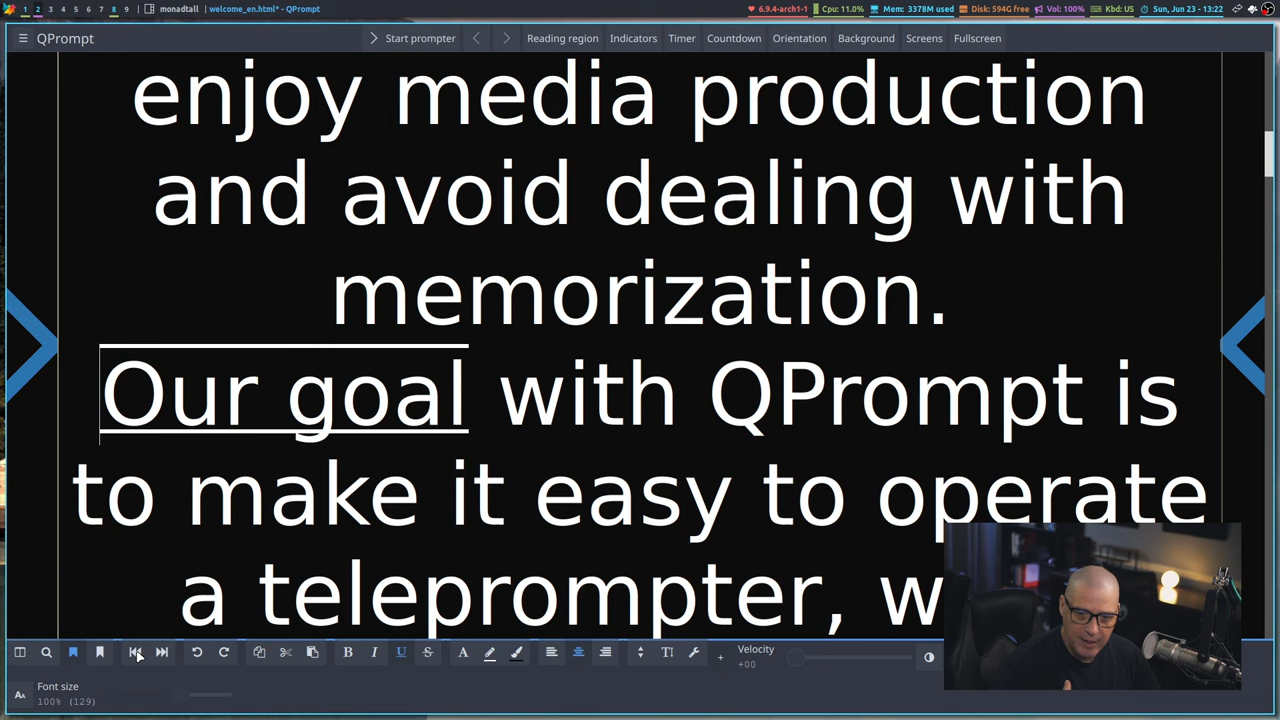 1 2 3 4 5 6 7 8 9 monadtall welcome_en.html* - QPrompt 6.9.4-arch1-1 Cpu: 11.0% Mem: 3378M used Disk: 594G free Vol: 100% Kbd: US Sun, Jun 23 - 13:22
QPrompt Start prompter Reading region Indicators Timer Countdown Orientation Background Screens Fullscreen
enjoy media production
and avoid dealing with
memorization.
Our goal with QPrompt is
to make it easy to operate
a teleprompter, w
B I U S A T Velocity
+00
Font size
100% (129)